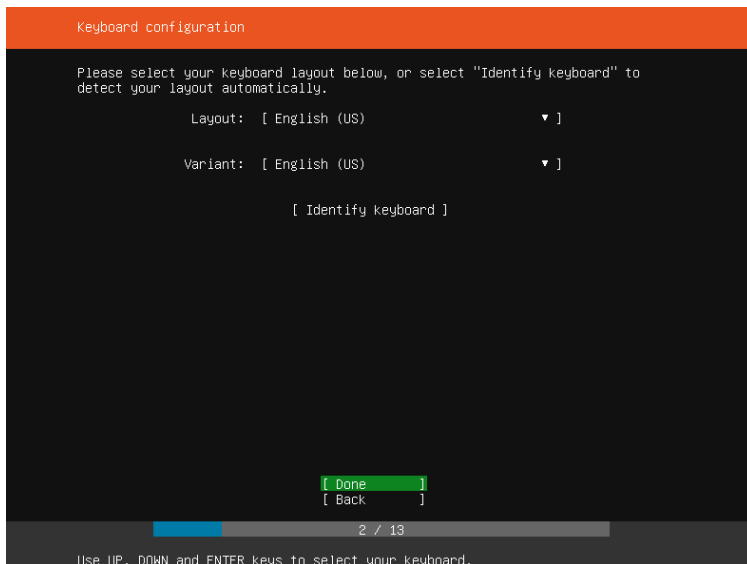 Keyboard configuration
Please select your keyboard layout below, or select "Identify keyboard" to
detect your layout automatically.
Layout: [ English (US) ▾ ]
Variant: [ English (US) ▾ ]
[ Identify keyboard ]
[ Done ]
[ Back ]
2 / 13
Use UP, DOWN and ENTER keys to select your keyboard.